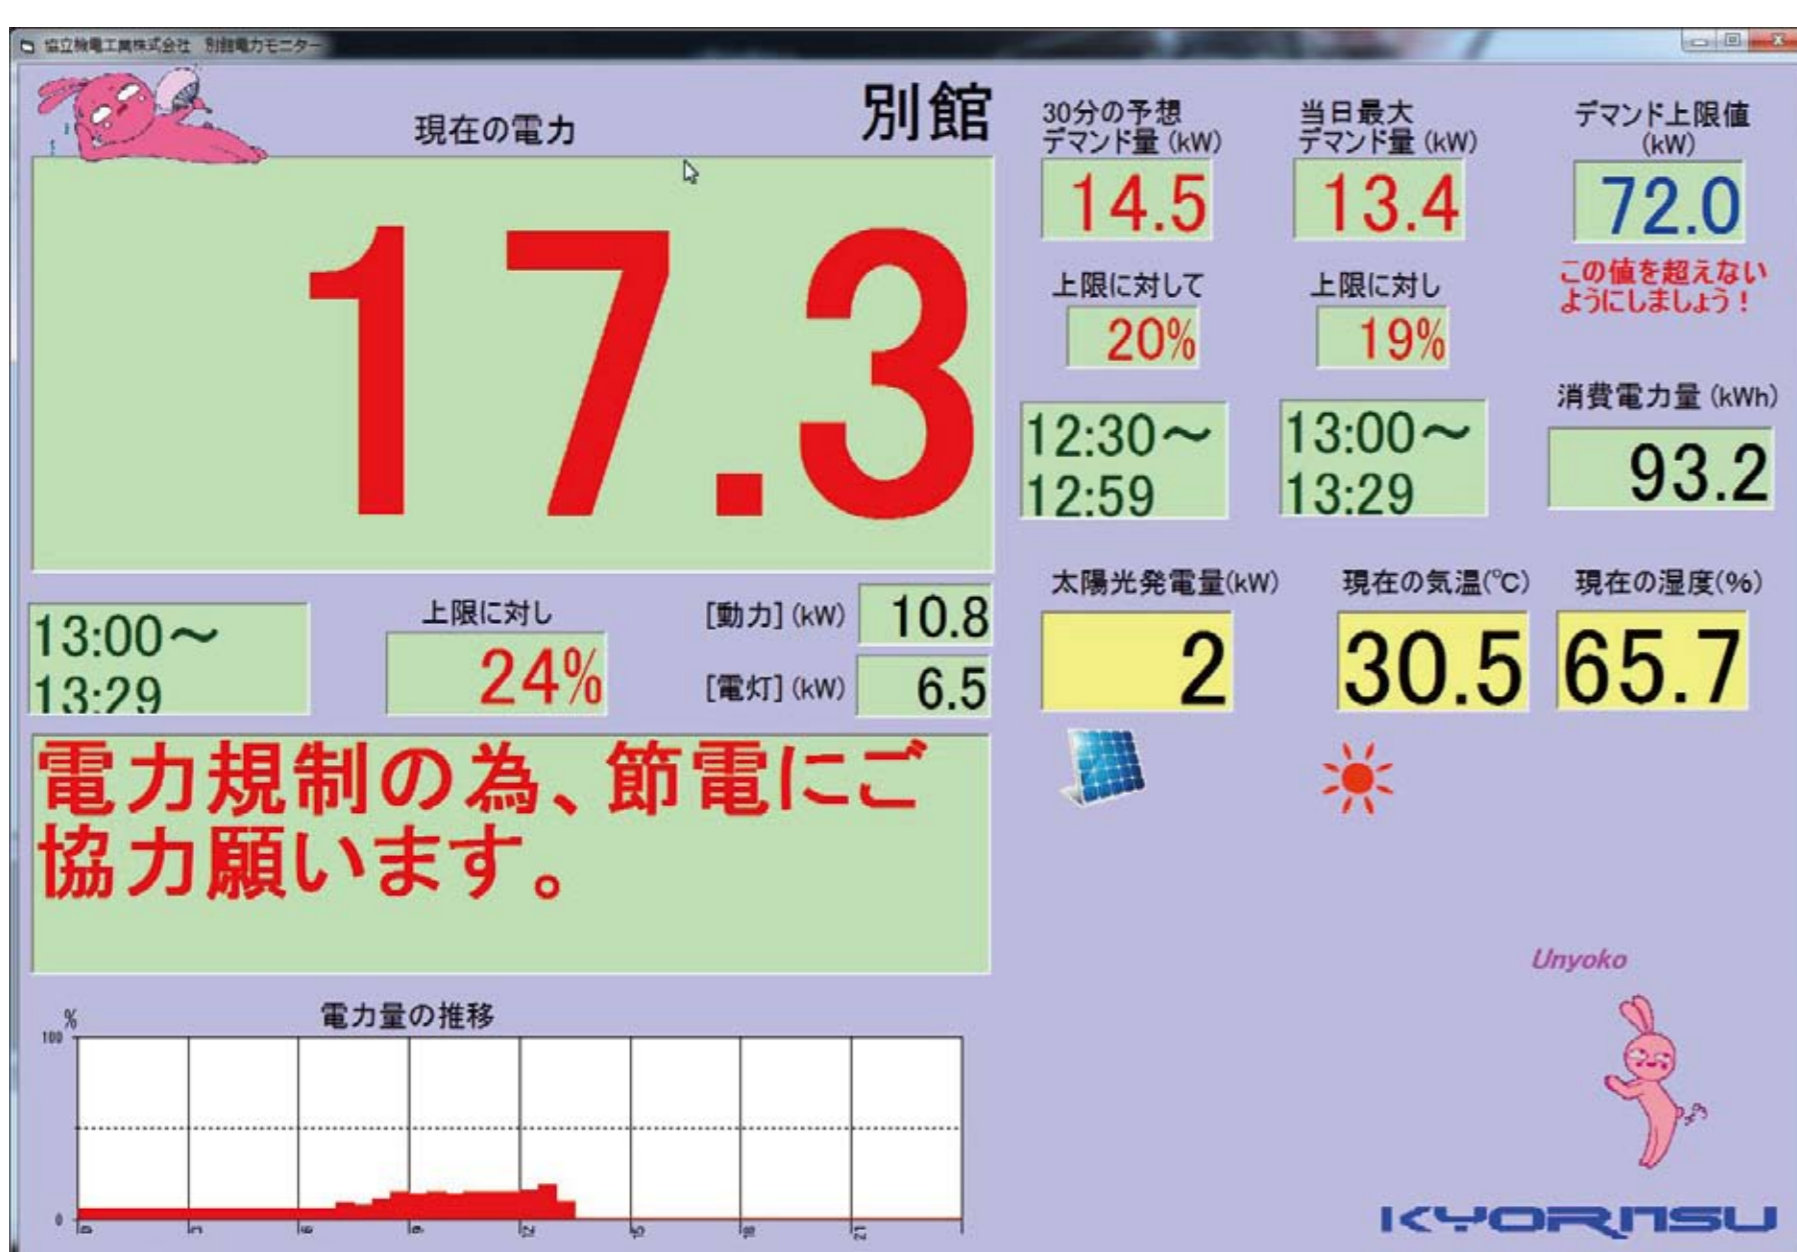 協立機電工業株式会社 別館電力モニター
現在の電力
別館
17.3
13:00～
13:29
上限に対し
24%
[動力] (kW)
10.8
[電灯] (kW)
6.5
電力規制の為、節電にご
協力願います。
電力量の推移
%
100
0
0
3
6
9
12
15
18
21
30分の予想
デマンド量 (kW)
14.5
上限に対して
20%
12:30～
12:59
当日最大
デマンド量 (kW)
13.4
上限に対し
19%
13:00～
13:29
デマンド上限値
(kW)
72.0
この値を超えない
ようにしましょう！
消費電力量 (kWh)
93.2
太陽光発電量(kW)
2
現在の気温(℃)
30.5
現在の湿度(%)
65.7
Unyoko
KYORITSU